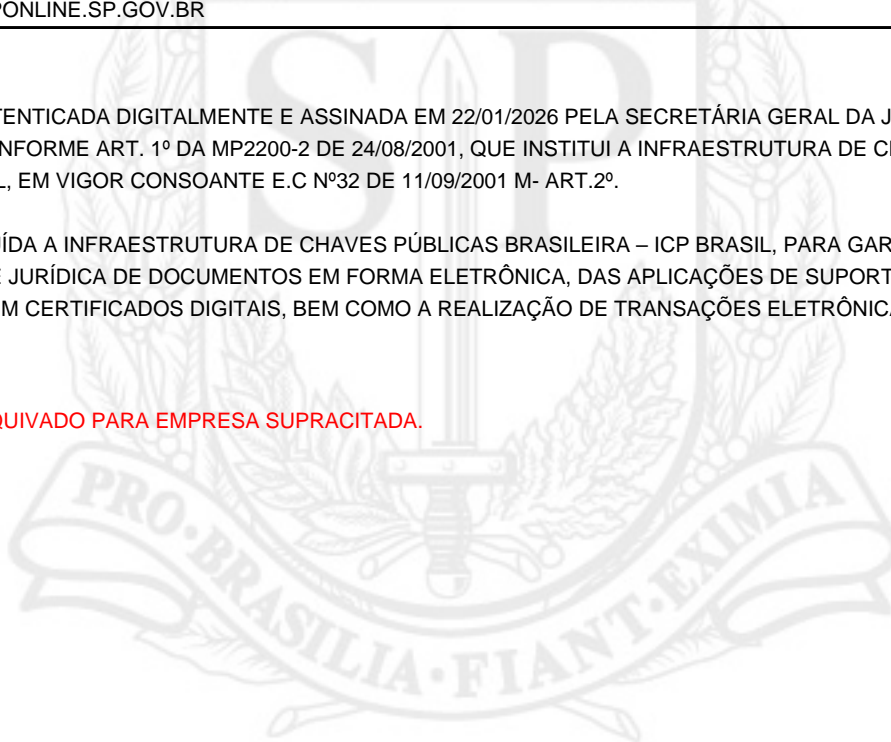 PONLINE.SP.GOV.BR
TENTICADA DIGITALMENTE E ASSINADA EM 22/01/2026 PELA SECRETÁRIA GERAL DA J
NFORME ART. 1º DA MP2200-2 DE 24/08/2001, QUE INSTITUI A INFRAESTRUTURA DE C
L, EM VIGOR CONSOANTE E.C Nº32 DE 11/09/2001 M- ART.2º.
ÍDA A INFRAESTRUTURA DE CHAVES PÚBLICAS BRASILEIRA – ICP BRASIL, PARA GAR
E JURÍDICA DE DOCUMENTOS EM FORMA ELETRÔNICA, DAS APLICAÇÕES DE SUPORT
M CERTIFICADOS DIGITAIS, BEM COMO A REALIZAÇÃO DE TRANSAÇÕES ELETRÔNICA
QUIVADO PARA EMPRESA SUPRACITADA.
SP
PRO·BRASILIA·FIANT·EXIMIA